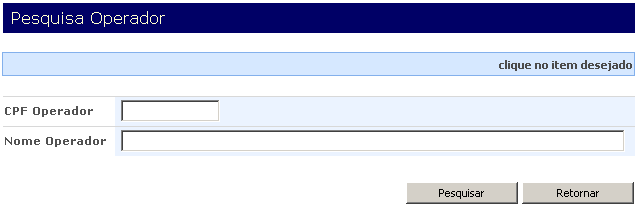 Pesquisa Operador
clique no item desejado
CPF Operador
Nome Operador
Pesquisar Retornar